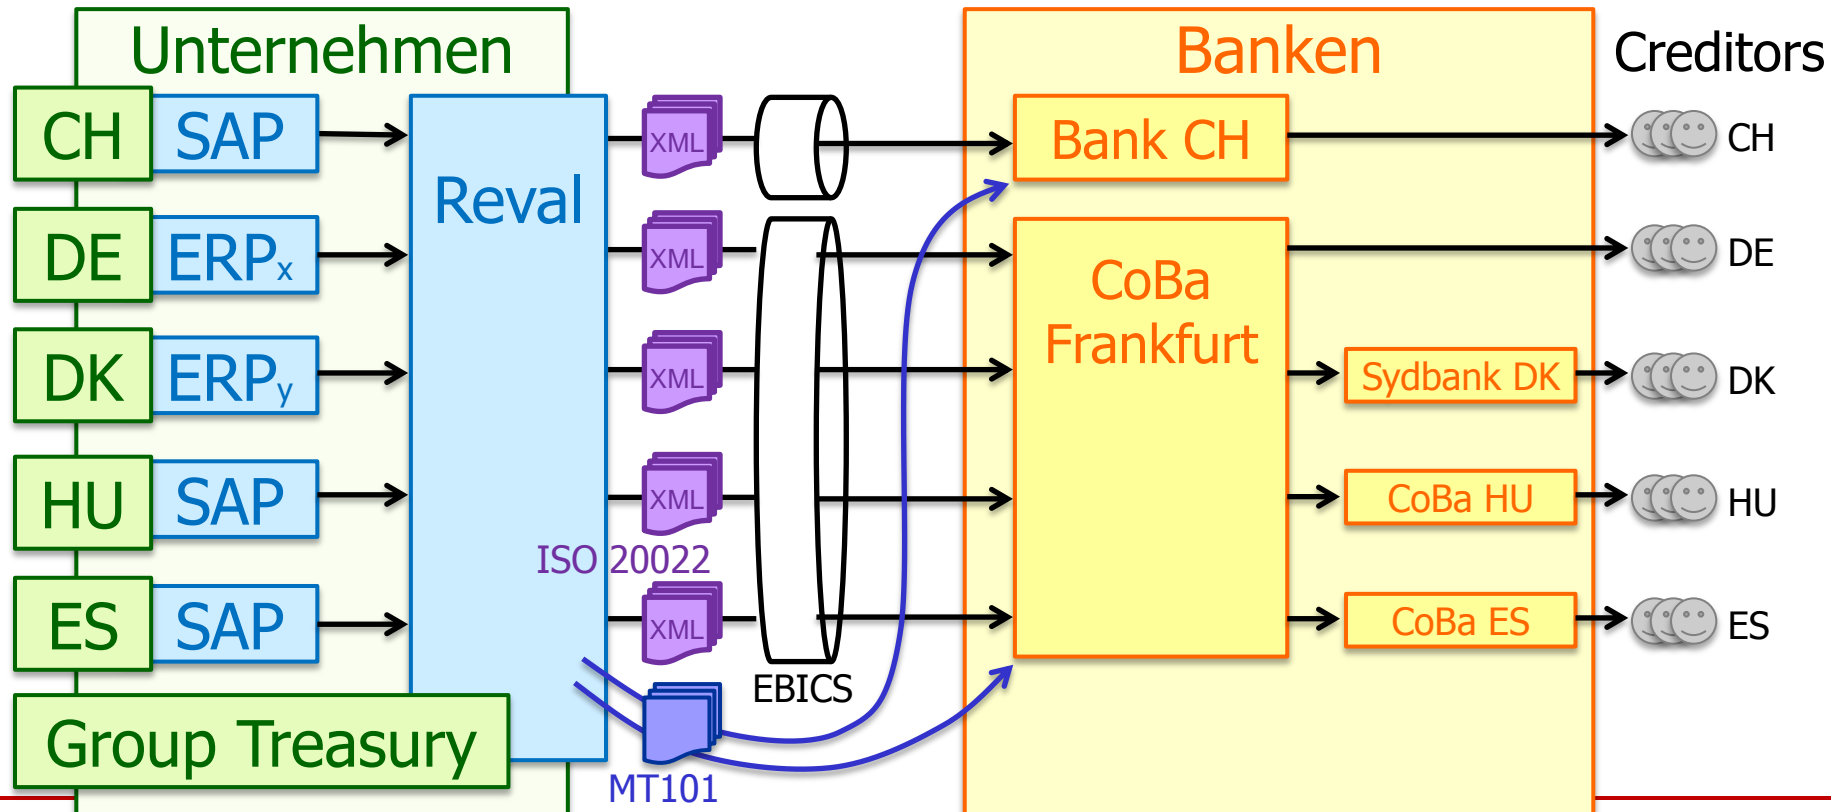 Unternehmen
Banken
Creditors
CH
SAP
Reval
XML
Bank CH
CH
DE
ERPx
XML
CoBa
Frankfurt
DE
DK
ERPy
XML
Sydbank DK
DK
HU
SAP
XML
CoBa HU
HU
ISO 20022
ES
SAP
XML
CoBa ES
ES
EBICS
Group Treasury
MT101